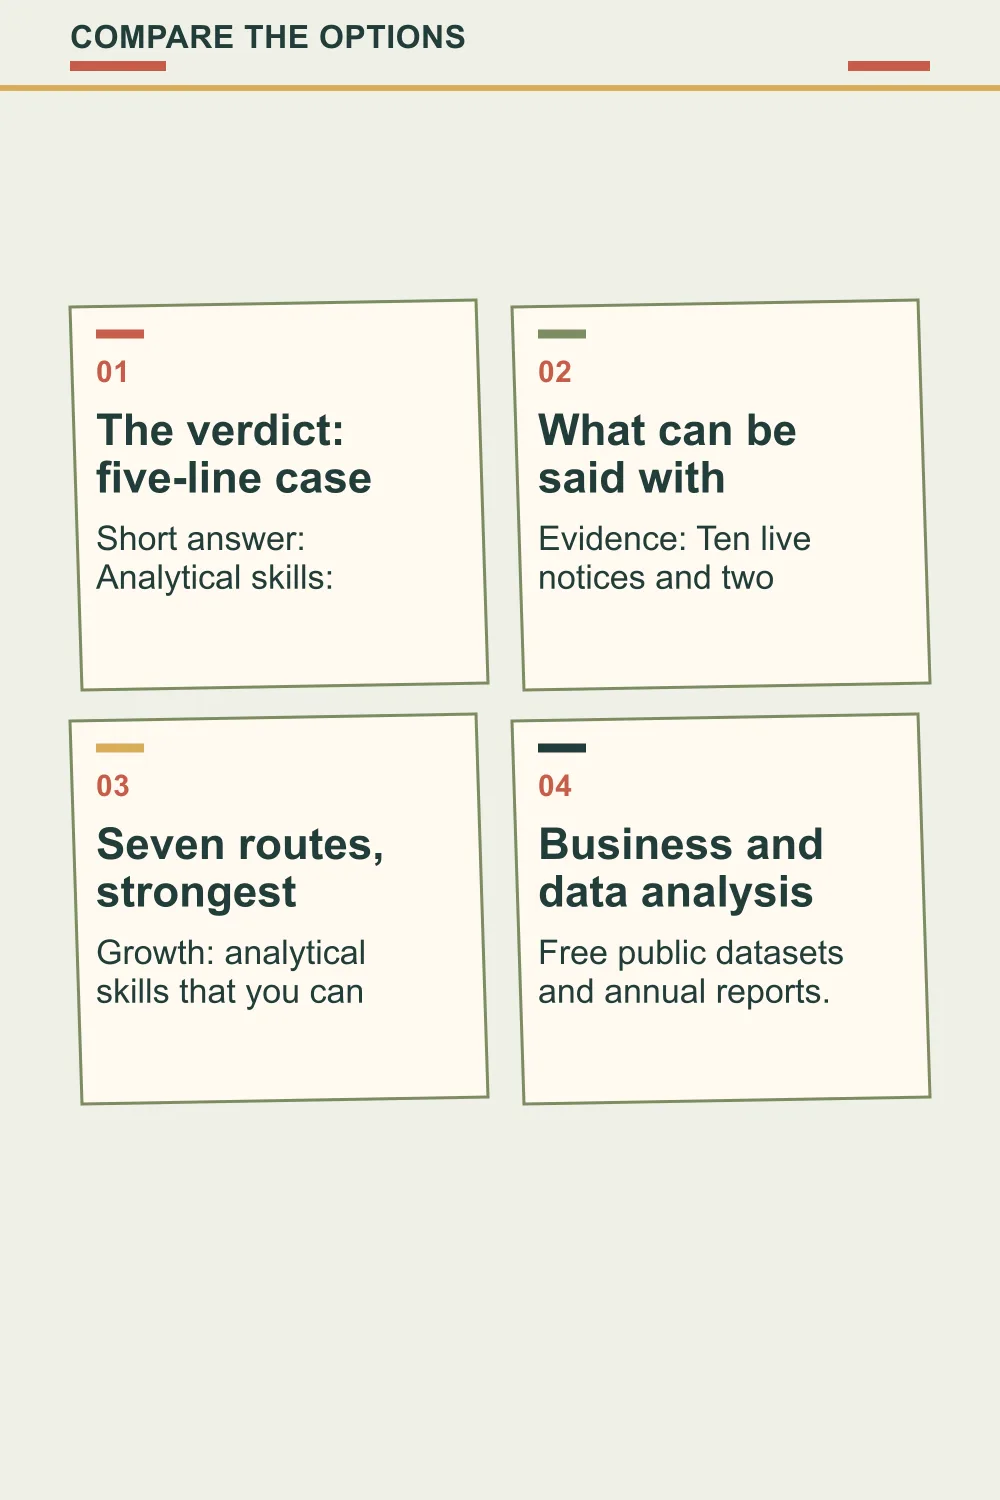 COMPARE THE OPTIONS
01
The verdict:
five-line case
Short answer:
Analytical skills:
02
What can be
said with
Evidence: Ten live
notices and two
03
Seven routes,
strongest
Growth: analytical
skills that you can
04
Business and
data analysis
Free public datasets
and annual reports.